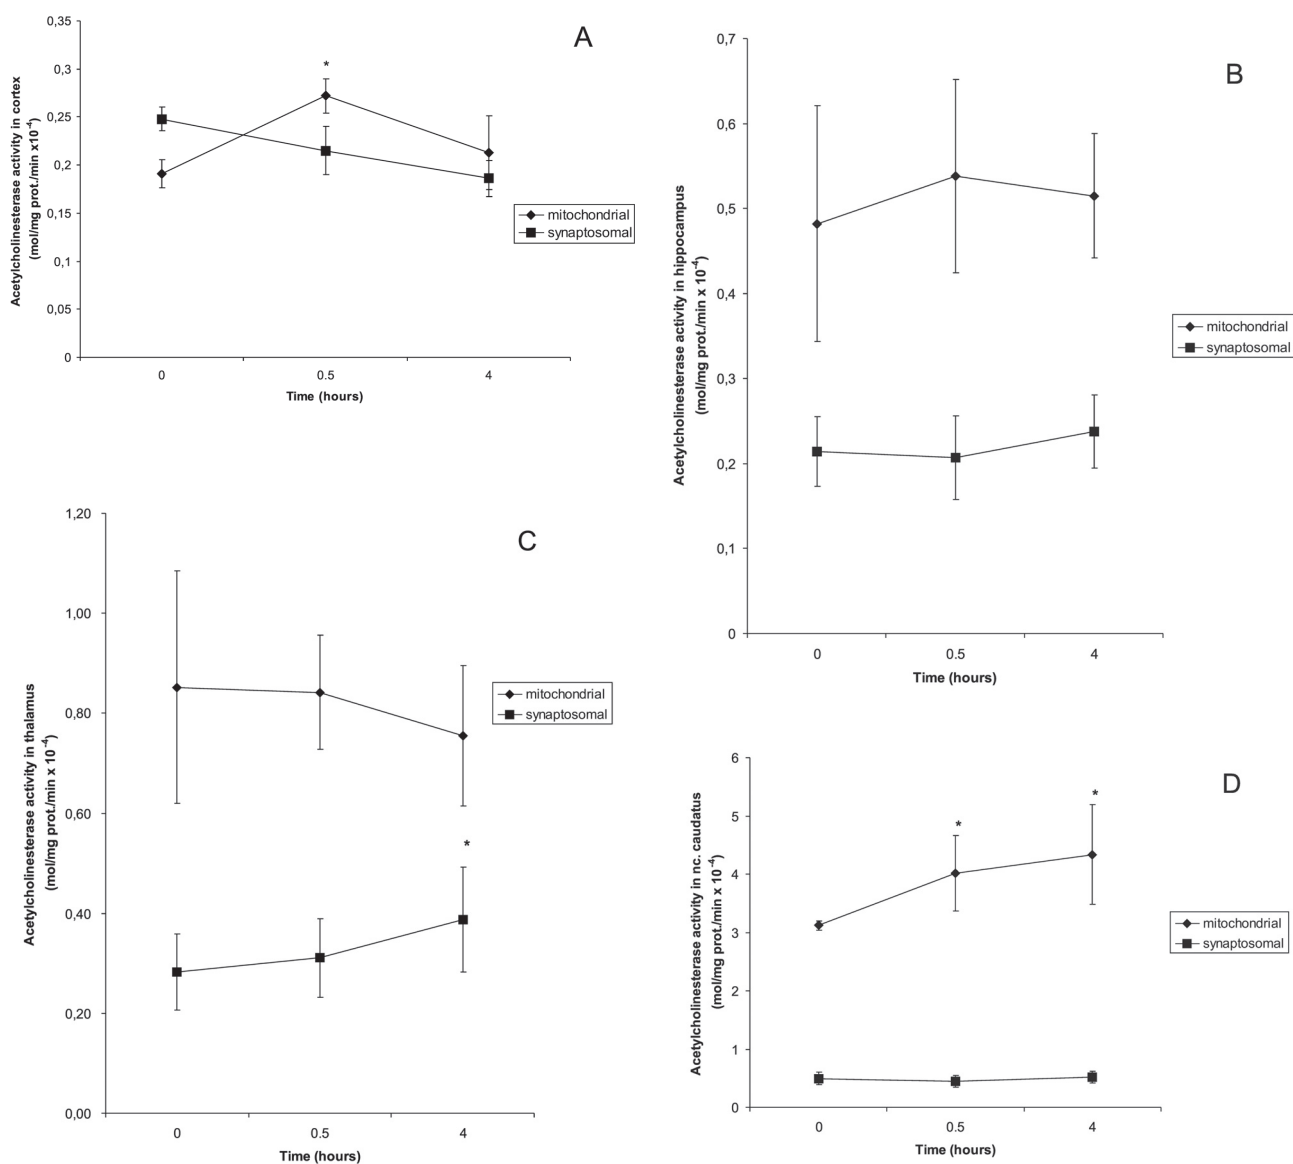 A
Acetylcholinesterase activity in cortex
(mol/mg prot./min x10⁻⁴)
0,35
0,3
0,25
0,2
0,15
0,1
0,05
0
*
mitochondrial
synaptosomal
0 0.5 4
Time (hours)
B
Acetylcholinesterase activity in hippocampus
(mol/mg prot./min x 10⁻⁴)
0,7
0,6
0,5
0,4
0,3
0,2
0,1
0
mitochondrial
synaptosomal
0 0.5 4
Time (hours)
C
Acetylcholinesterase activity in thalamus
(mol/mg prot./min x 10⁻⁴)
1,20
1,00
0,80
0,60
0,40
0,20
0,00
*
mitochondrial
synaptosomal
0 0.5 4
Time (hours)
D
Acetylcholinesterase activity in nc. caudatus
(mol/mg prot./min x 10⁻⁴)
6
5
4
3
2
1
0
* *
mitochondrial
synaptosomal
0 0.5 4
Time (hours)